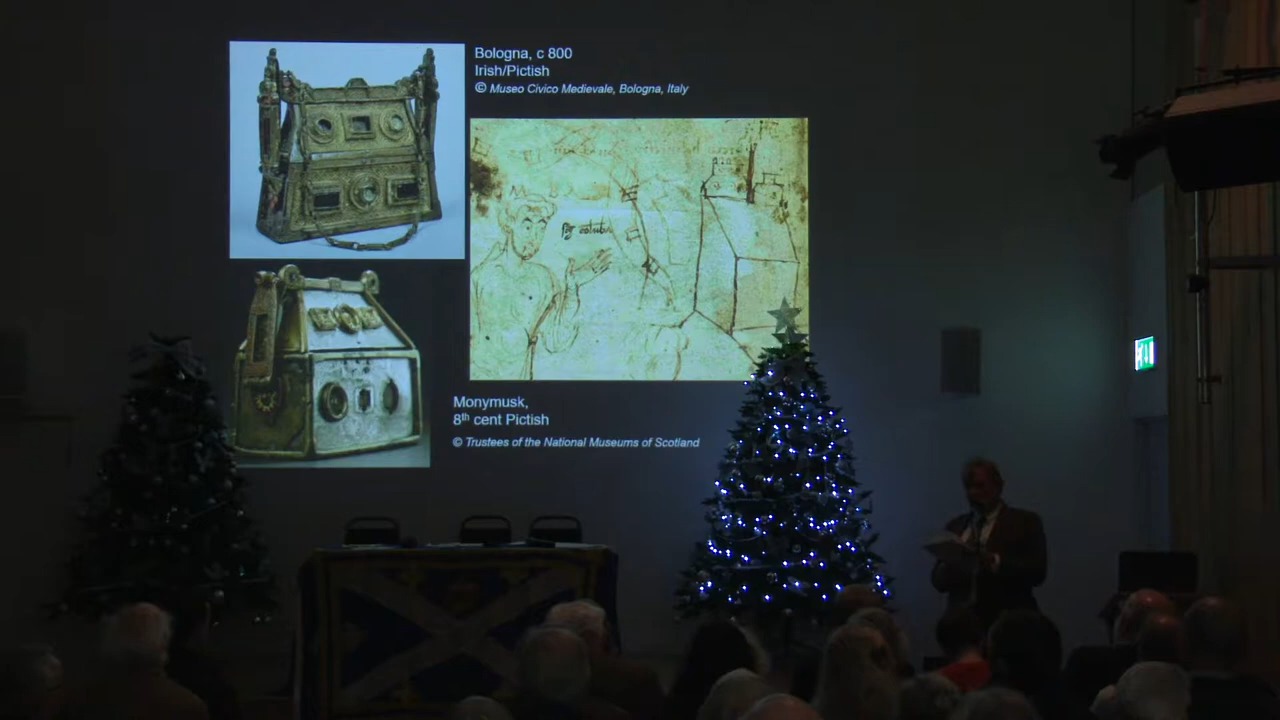 Bologna, c 800
Irish/Pictish
© Museo Civico Medievale, Bologna, Italy
Monymusk,
8th cent Pictish
© Trustees of the National Museums of Scotland